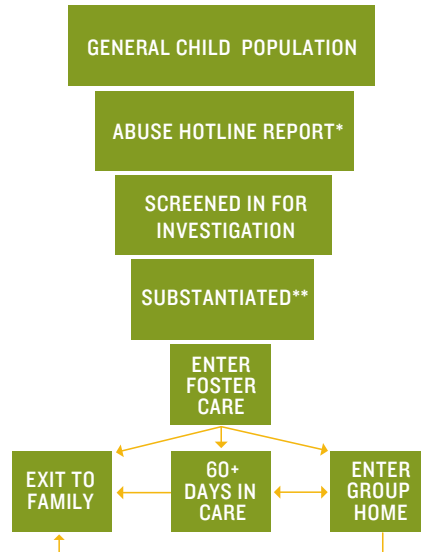 GENERAL CHILD POPULATION
ABUSE HOTLINE REPORT*
SCREENED IN FOR
INVESTIGATION
SUBSTANTIATED**
ENTER
FOSTER
CARE
EXIT TO
FAMILY
60+
DAYS IN
CARE
ENTER
GROUP
HOME